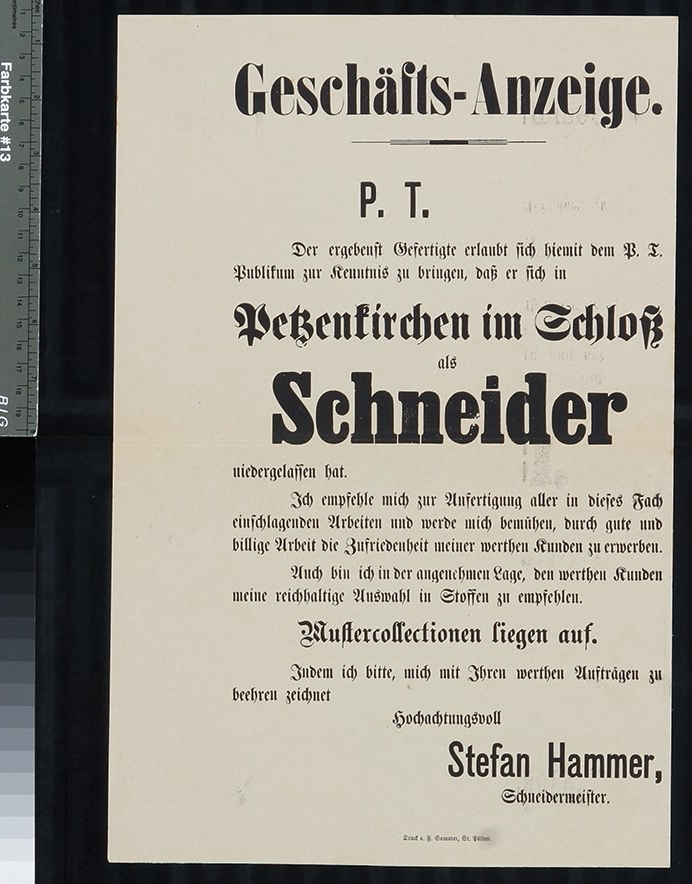 Geschäfts-Anzeige.
P. T.
Der ergebenst Gefertigte erlaubt sich hiemit dem P. T.
Publikum zur Kenntnis zu bringen, daß er sich in
Petzenkirchen im Schloß
als
Schneider
niedergelassen hat.
Ich empfehle mich zur Anfertigung aller in dieses Fach
einschlagenden Arbeiten und werde mich bemühen, durch gute und
billige Arbeit die Zufriedenheit meiner werthen Kunden zu erwerben.
Auch bin ich in der angenehmen Lage, den werthen Kunden
meine reichhaltige Auswahl in Stoffen zu empfehlen.
Mustercollectionen liegen auf.
Indem ich bitte, mich mit Ihren werthen Aufträgen zu
beehren zeichnet
Hochachtungsvoll
Stefan Hammer,
Schneidermeister.
Druck v. F. Sommer, St. Pölten.
Farbkarte #13
B.I.G.